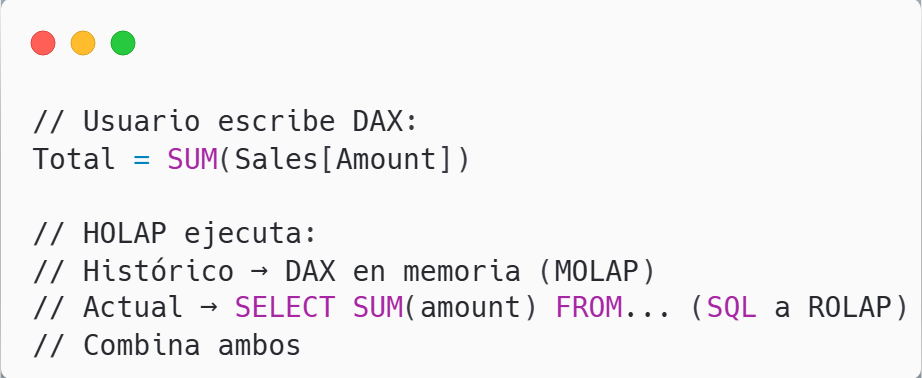 // Usuario escribe DAX:
Total = SUM(Sales[Amount])
// HOLAP ejecuta:
// Histórico → DAX en memoria (MOLAP)
// Actual → SELECT SUM(amount) FROM... (SQL a ROLAP)
// Combina ambos